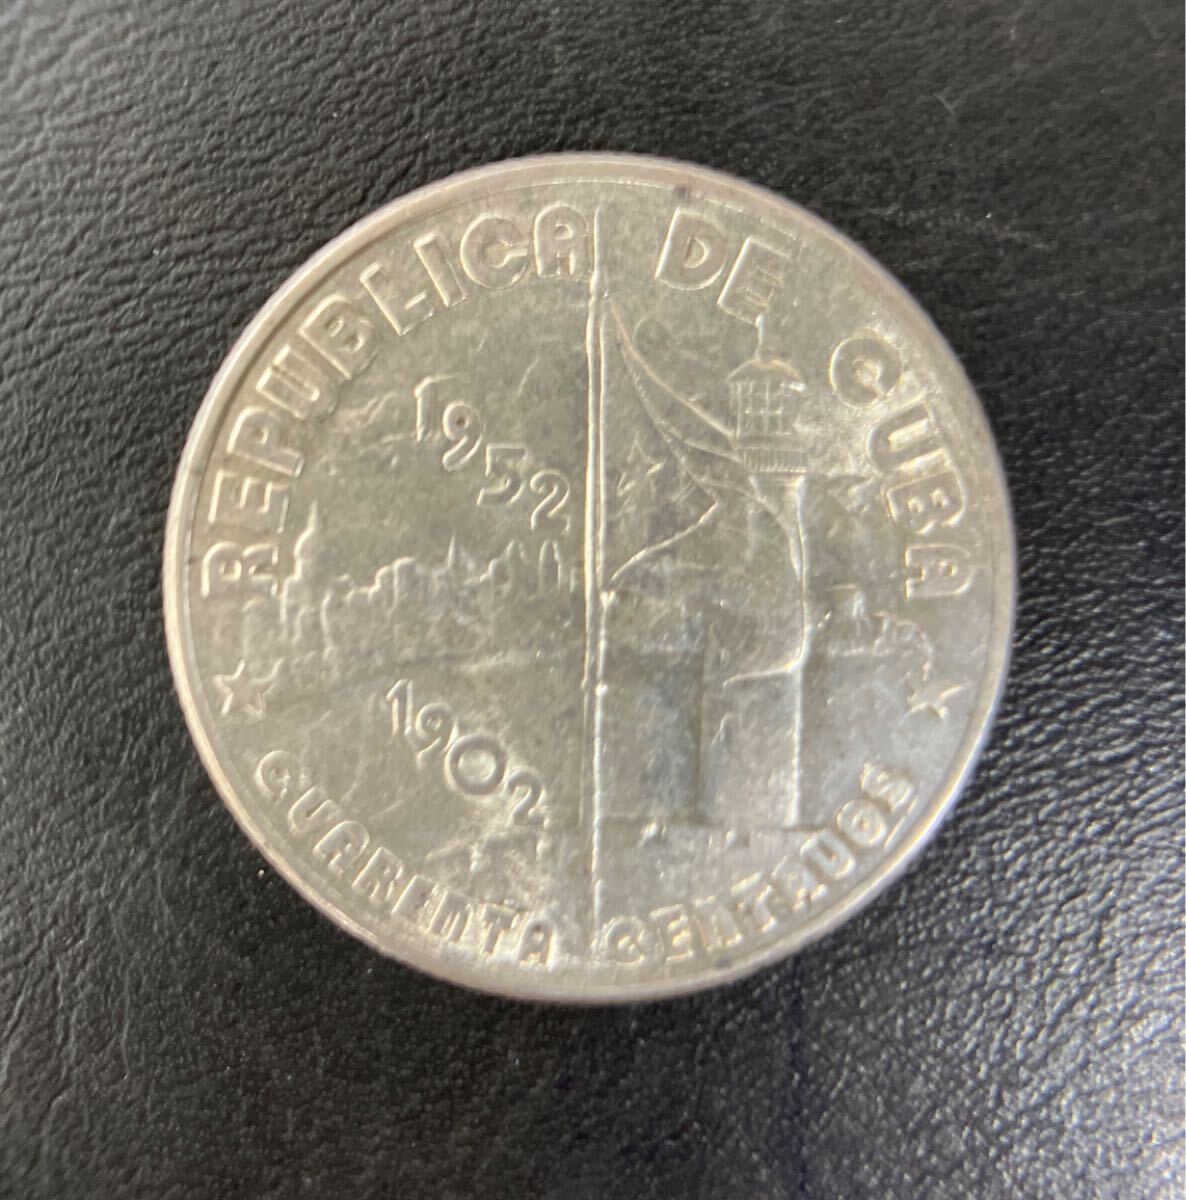 REPUBLICA DE CUBA
1952
1902
CUARENTA CENTAVOS